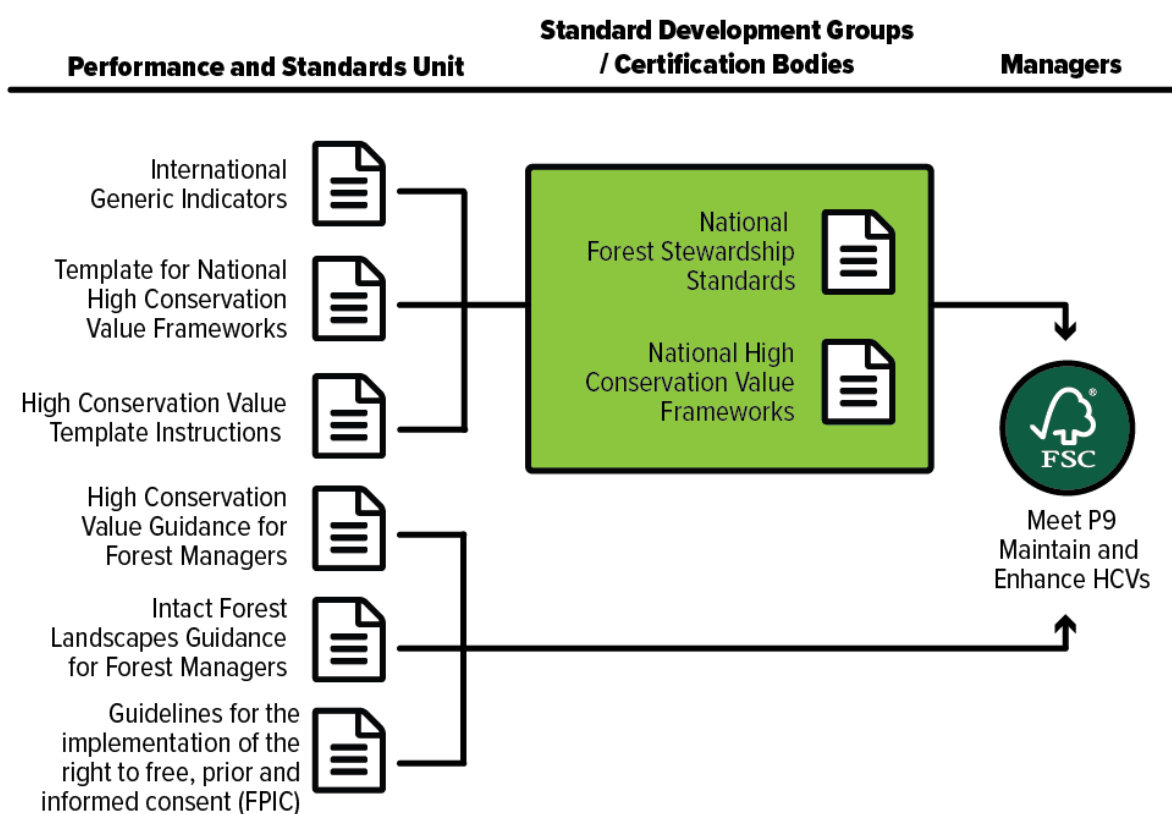 Performance and Standards Unit
Standard Development Groups
/ Certification Bodies
Managers
International
Generic Indicators
Template for National
High Conservation
Value Frameworks
High Conservation Value
Template Instructions
High Conservation
Value Guidance for
Forest Managers
Intact Forest
Landscapes Guidance
for Forest Managers
Guidelines for the
implementation of the
right to free, prior and
informed consent (FPIC)
National
Forest Stewardship
Standards
National High
Conservation Value
Frameworks
®
FSC
Meet P9
Maintain and
Enhance HCVs